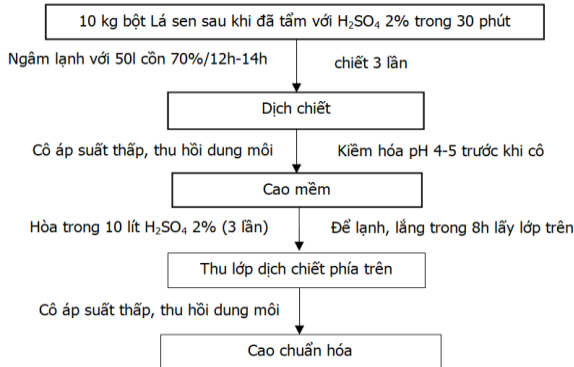 10 kg bột Lá sen sau khi đã tẩm với H₂SO₄ 2% trong 30 phút
Ngâm lạnh với 50l cồn 70%/12h-14h
chiết 3 lần
Dịch chiết
Cô áp suất thấp, thu hồi dung môi
Kiềm hóa pH 4-5 trước khi cô
Cao mềm
Hòa trong 10 lít H₂SO₄ 2% (3 lần)
Để lạnh, lắng trong 8h lấy lớp trên
Thu lớp dịch chiết phía trên
Cô áp suất thấp, thu hồi dung môi
Cao chuẩn hóa